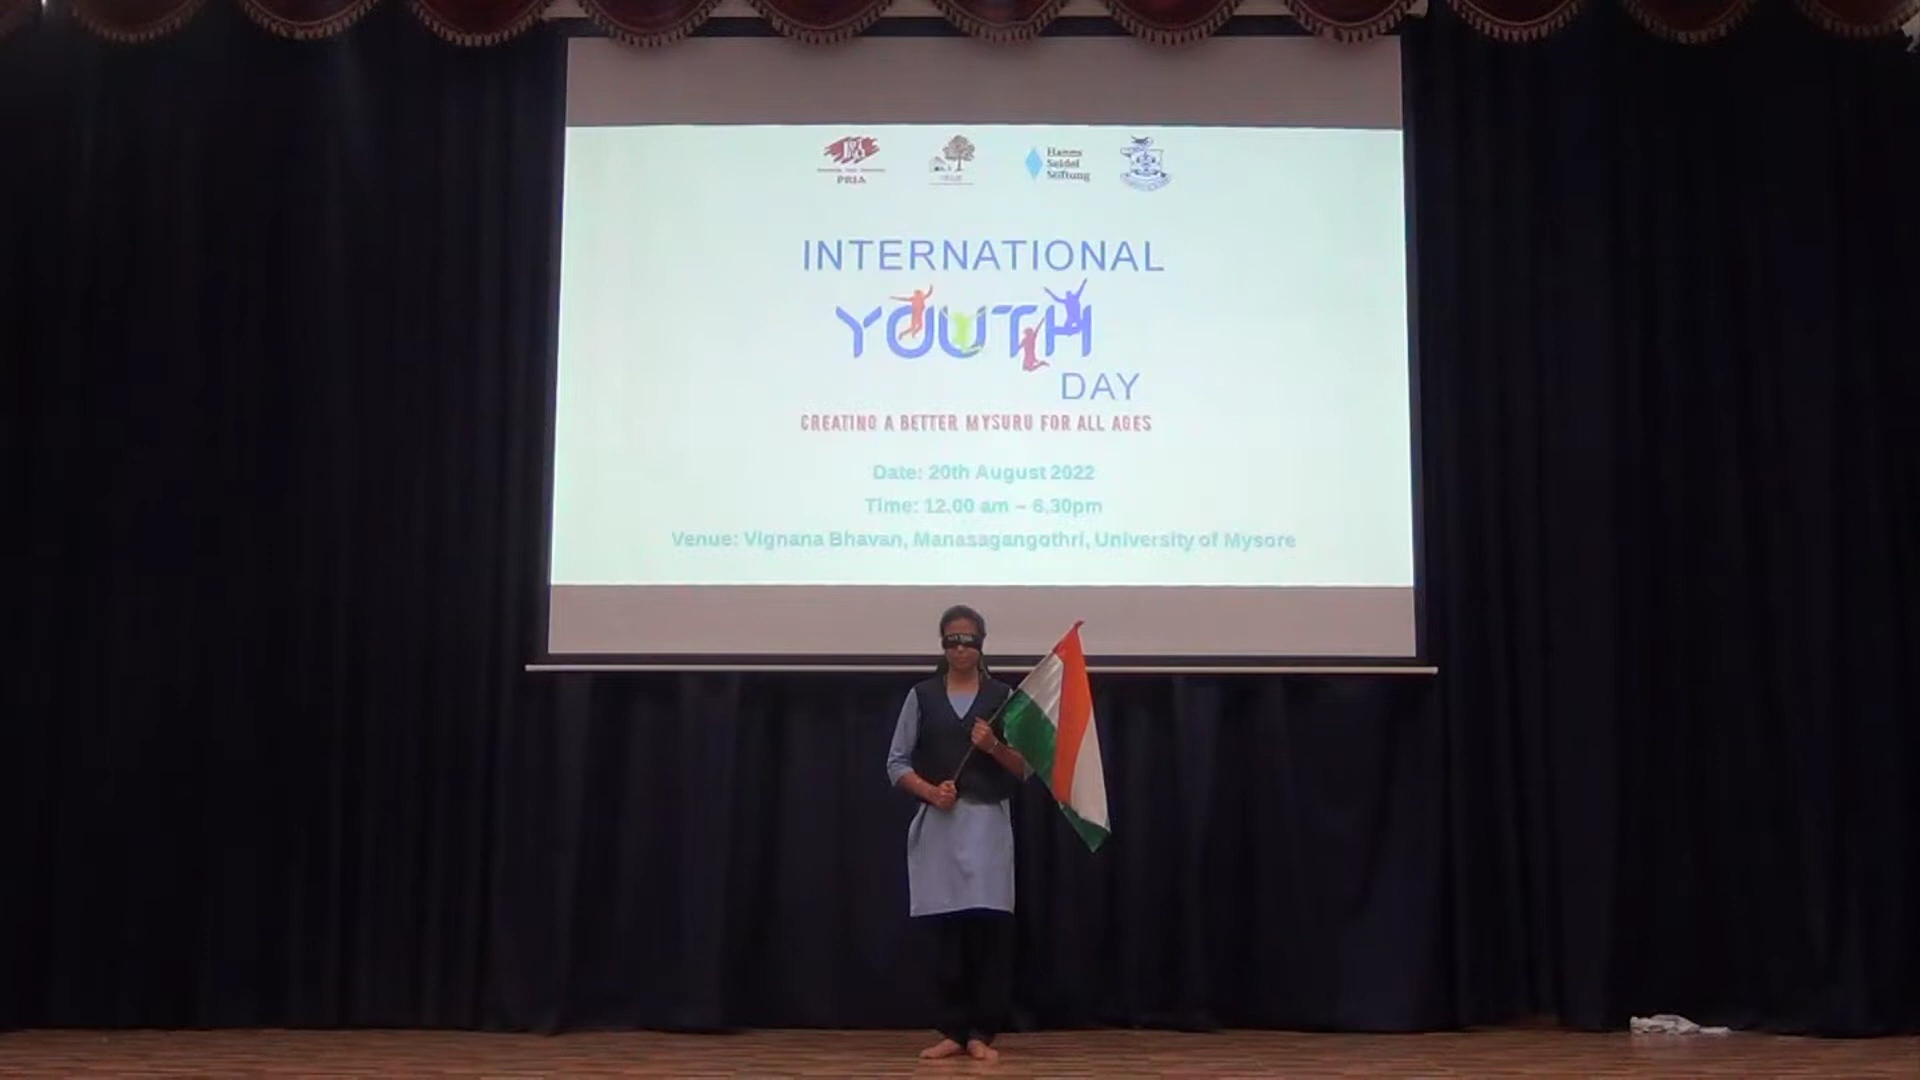 PRIA
Hanns
Seidel
Stiftung
INTERNATIONAL
YOUTH
DAY
CREATING A BETTER MYSURU FOR ALL AGES
Date: 20th August 2022
Time: 12.00 am – 6.30pm
Venue: Vignana Bhavan, Manasagangothri, University of Mysore